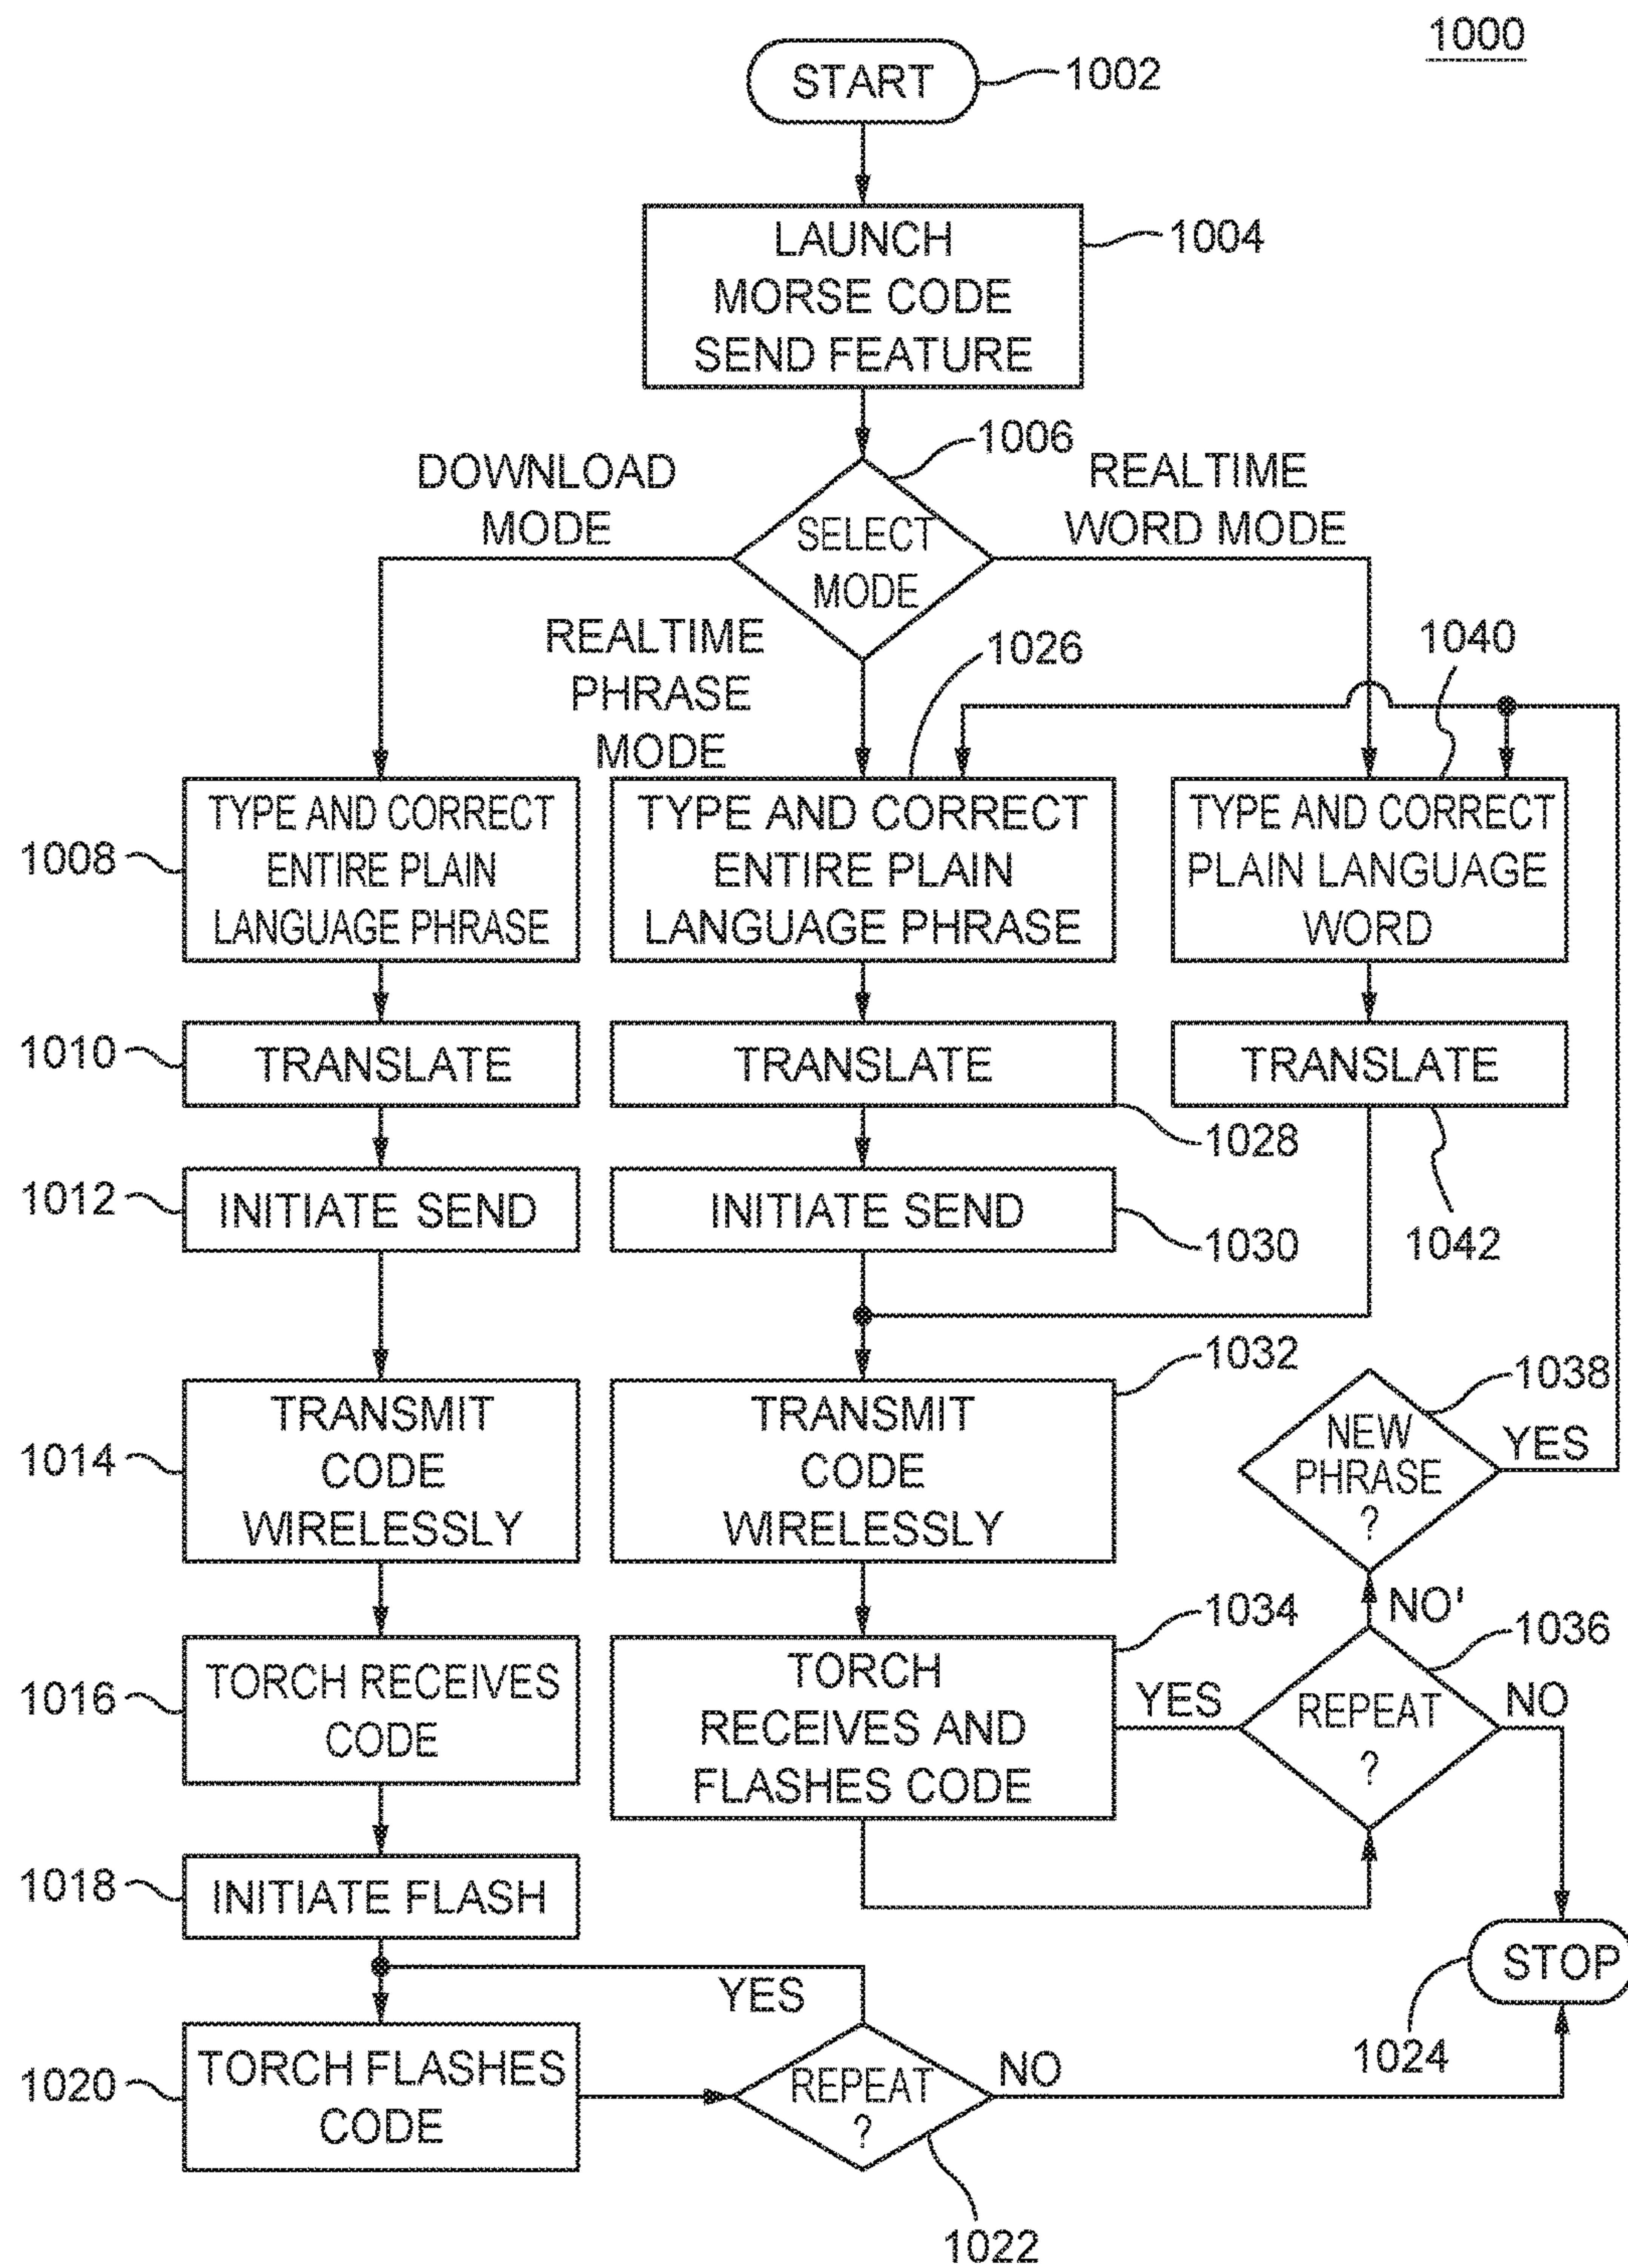 1000
START
1002
LAUNCH
MORSE CODE
SEND FEATURE
1004
1006
SELECT
MODE
DOWNLOAD
MODE
REALTIME
PHRASE
MODE
REALTIME
WORD MODE
1008
TYPE AND CORRECT
ENTIRE PLAIN
LANGUAGE PHRASE
1026
TYPE AND CORRECT
ENTIRE PLAIN
LANGUAGE PHRASE
1040
TYPE AND CORRECT
PLAIN LANGUAGE
WORD
1010
TRANSLATE
TRANSLATE
1028
TRANSLATE
1042
1012
INITIATE SEND
INITIATE SEND
1030
1014
TRANSMIT
CODE
WIRELESSLY
TRANSMIT
CODE
WIRELESSLY
1032
1038
NEW
PHRASE
?
YES
NO'
1016
TORCH RECEIVES
CODE
TORCH
RECEIVES AND
FLASHES CODE
1034
YES
REPEAT
?
1036
NO
1018
INITIATE FLASH
STOP
1024
1020
TORCH FLASHES
CODE
YES
REPEAT
?
NO
1022